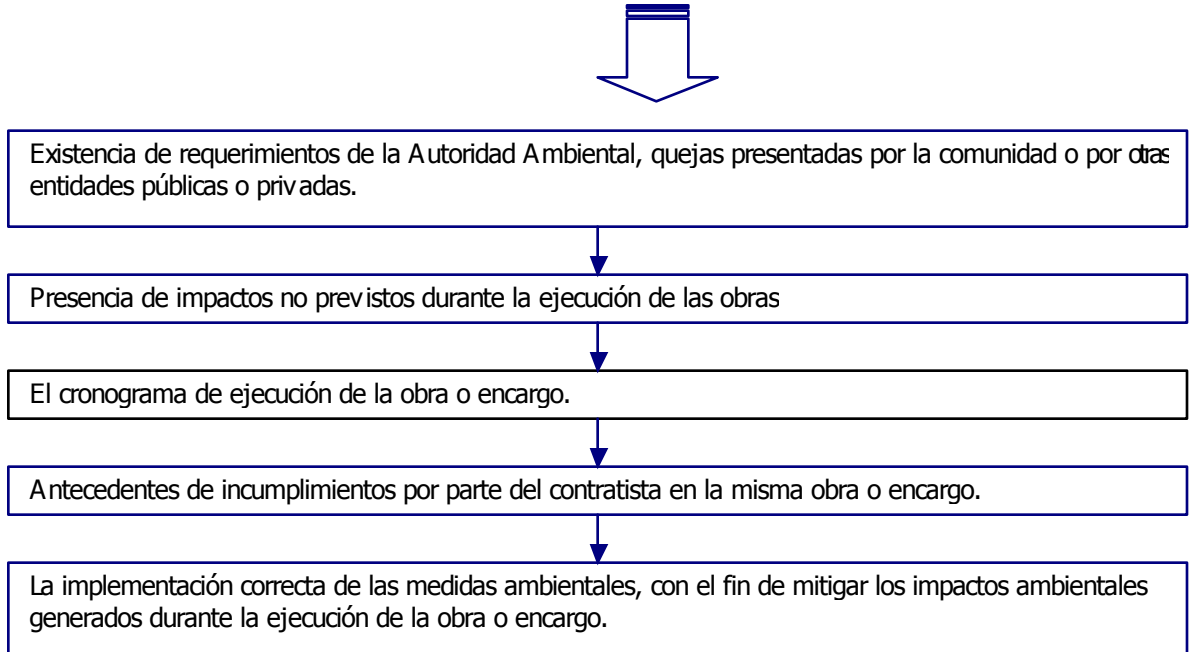 Existencia de requerimientos de la Autoridad Ambiental, quejas presentadas por la comunidad o por otras
entidades públicas o privadas.
Presencia de impactos no previstos durante la ejecución de las obras
El cronograma de ejecución de la obra o encargo.
Antecedentes de incumplimientos por parte del contratista en la misma obra o encargo.
La implementación correcta de las medidas ambientales, con el fin de mitigar los impactos ambientales
generados durante la ejecución de la obra o encargo.